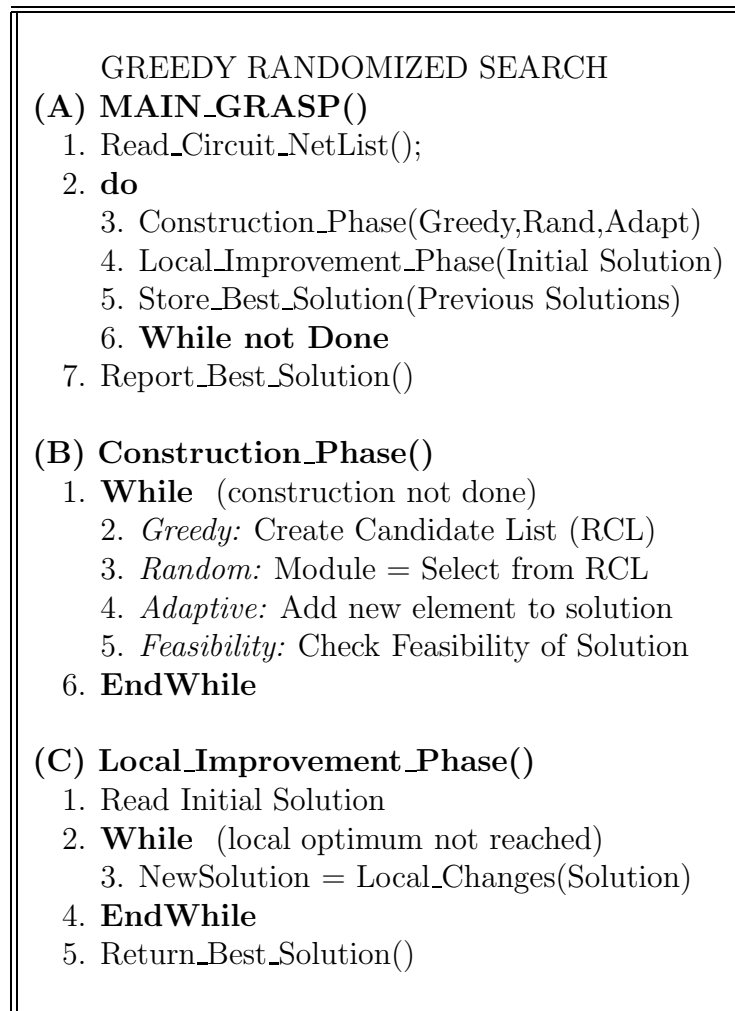 GREEDY RANDOMIZED SEARCH
(A) MAIN_GRASP()
1. Read_Circuit_NetList();
2. do
3. Construction_Phase(Greedy,Rand,Adapt)
4. Local_Improvement_Phase(Initial Solution)
5. Store_Best_Solution(Previous Solutions)
6. While not Done
7. Report_Best_Solution()
(B) Construction_Phase()
1. While (construction not done)
2. Greedy: Create Candidate List (RCL)
3. Random: Module = Select from RCL
4. Adaptive: Add new element to solution
5. Feasibility: Check Feasibility of Solution
6. EndWhile
(C) Local_Improvement_Phase()
1. Read Initial Solution
2. While (local optimum not reached)
3. NewSolution = Local_Changes(Solution)
4. EndWhile
5. Return_Best_Solution()